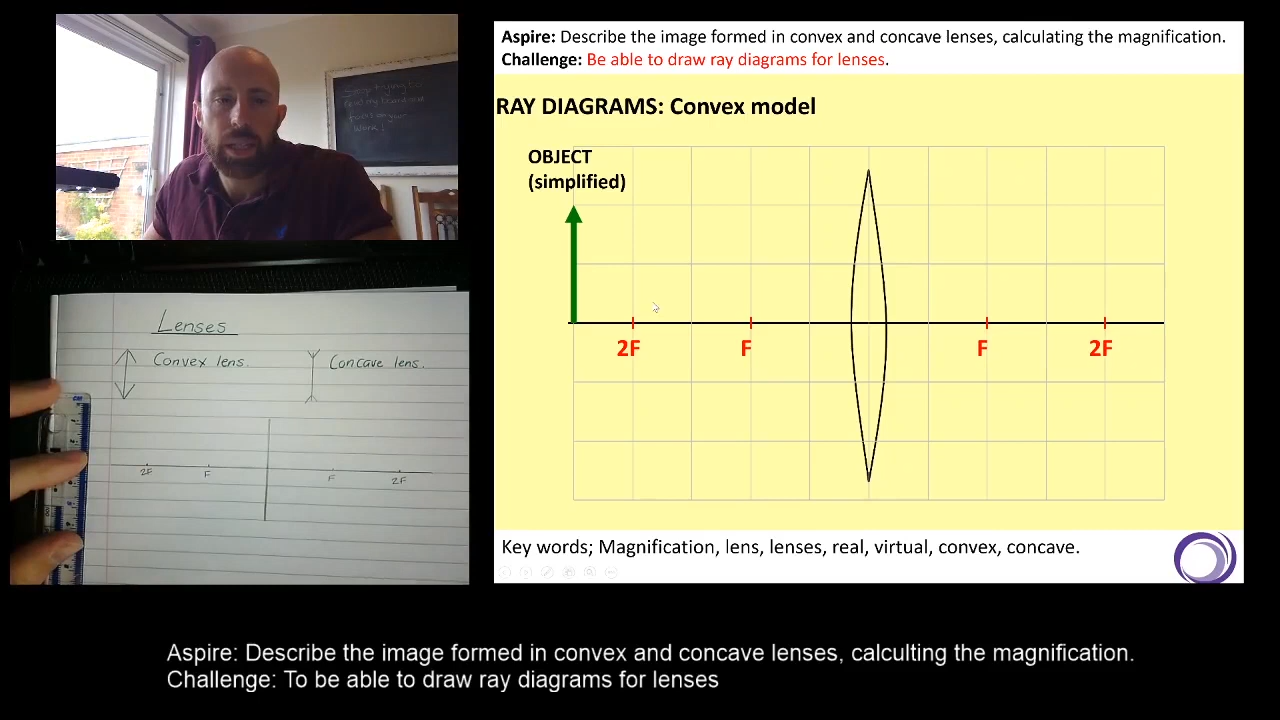 Aspire: Describe the image formed in convex and concave lenses, calculating the magnification.
Challenge: Be able to draw ray diagrams for lenses.
RAY DIAGRAMS: Convex model
OBJECT
(simplified)
2F F F 2F
Key words; Magnification, lens, lenses, real, virtual, convex, concave.
Lenses
Convex lens.
Concave lens.
2F F F 2F
Aspire: Describe the image formed in convex and concave lenses, calculting the magnification.
Challenge: To be able to draw ray diagrams for lenses